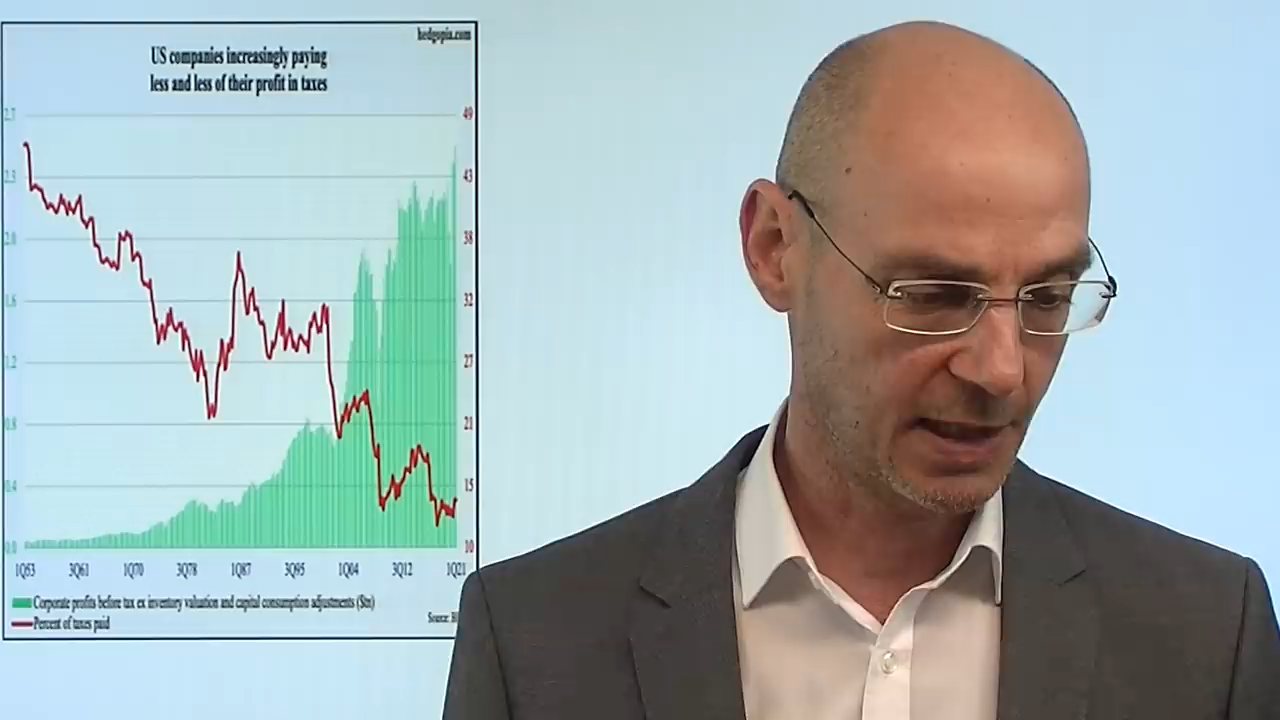 hedgopia.com
US companies increasingly paying
less and less of their profit in taxes
2.7 49
2.3 43
2.0 38
1.6 32
1.2 27
0.8 21
0.4 15
0.0 10
1Q53 3Q61 1Q70 3Q78 1Q87 3Q95 1Q04 3Q12 1Q21
Corporate profits before tax ex inventory valuation and capital consumption adjustments ($tn)
Percent of taxes paid
Source: